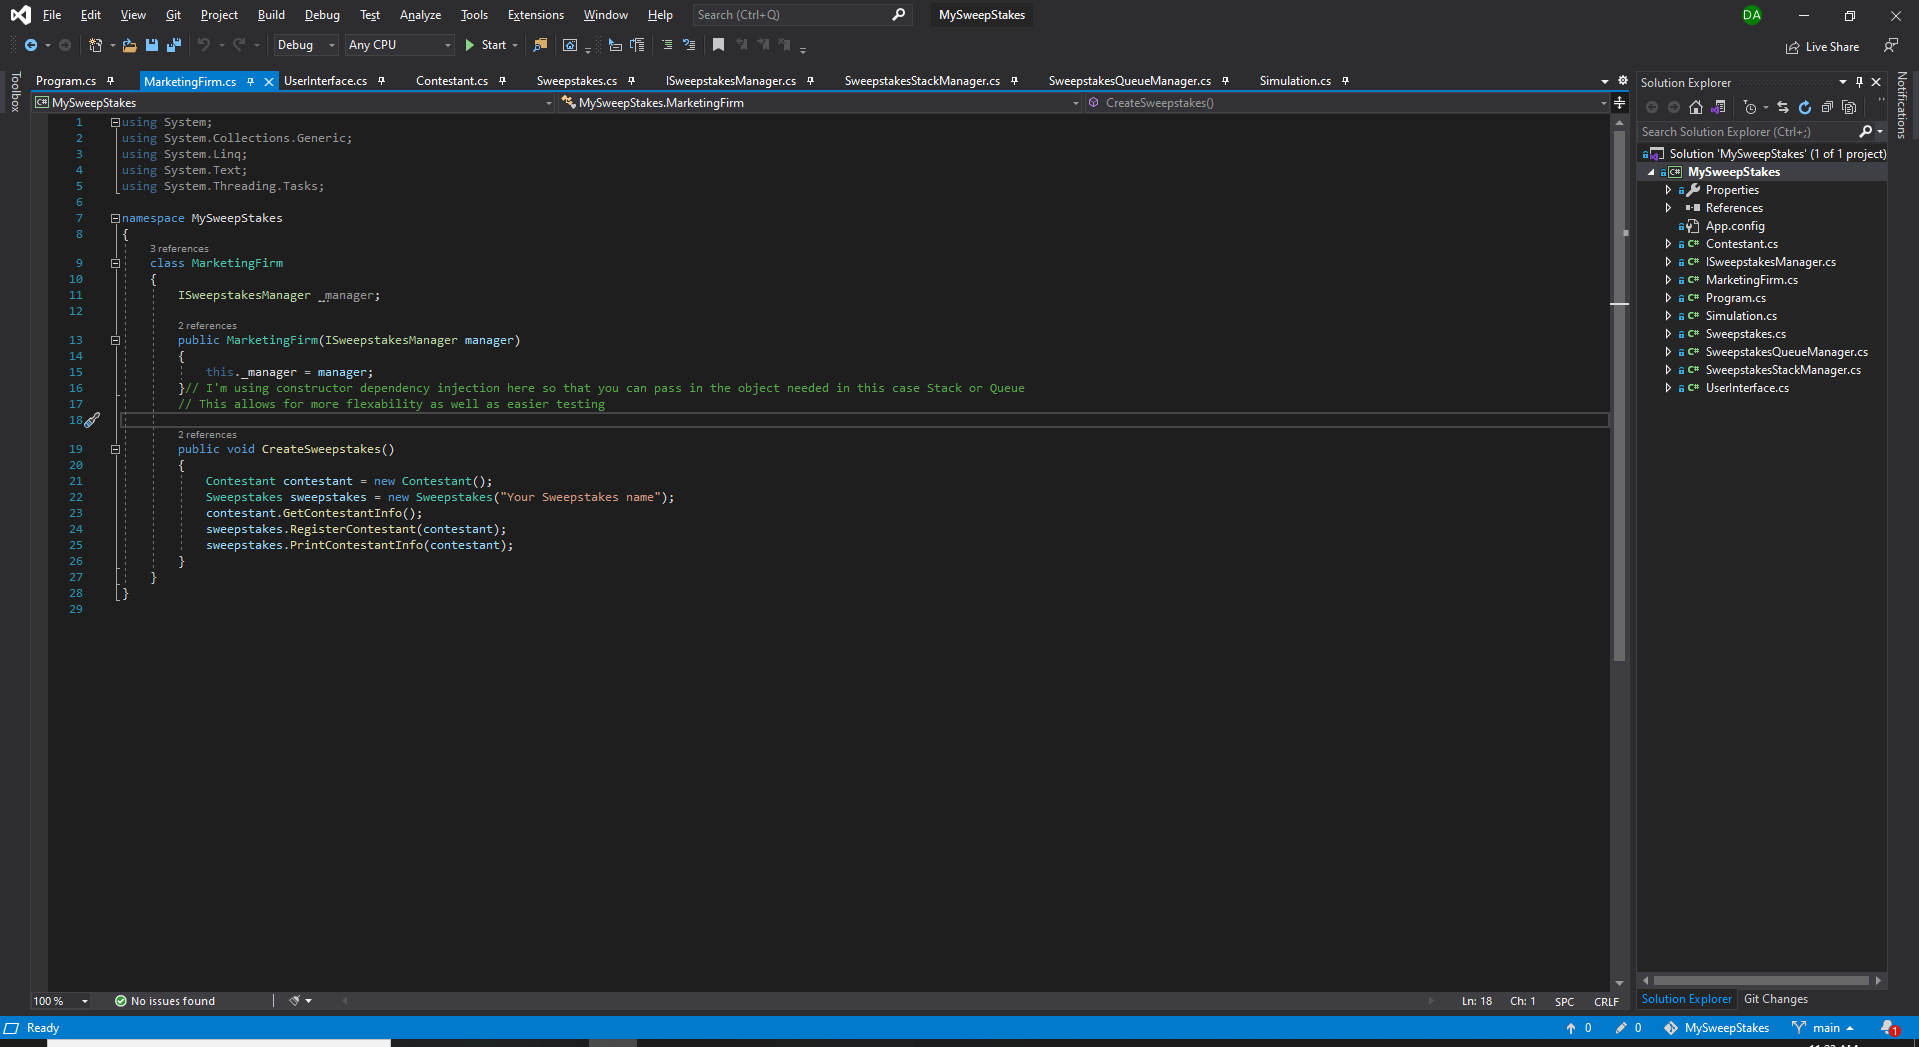 File Edit View Git Project Build Debug Test Analyze Tools Extensions Window Help Search (Ctrl+Q) MySweepStakes DA
Debug Any CPU Start Live Share
Toolbox
Program.cs MarketingFirm.cs UserInterface.cs Contestant.cs Sweepstakes.cs ISweepstakesManager.cs SweepstakesStackManager.cs SweepstakesQueueManager.cs Simulation.cs
C# MySweepStakes MySweepStakes.MarketingFirm CreateSweepstakes()
1 using System;
2 using System.Collections.Generic;
3 using System.Linq;
4 using System.Text;
5 using System.Threading.Tasks;
6
7 namespace MySweepStakes
8 {
3 references
9 class MarketingFirm
10 {
11 ISweepstakesManager _manager;
12
2 references
13 public MarketingFirm(ISweepstakesManager manager)
14 {
15 this._manager = manager;
16 }// I'm using constructor dependency injection here so that you can pass in the object needed in this case Stack or Queue
17 // This allows for more flexability as well as easier testing
18
2 references
19 public void CreateSweepstakes()
20 {
21 Contestant contestant = new Contestant();
22 Sweepstakes sweepstakes = new Sweepstakes("Your Sweepstakes name");
23 contestant.GetContestantInfo();
24 sweepstakes.RegisterContestant(contestant);
25 sweepstakes.PrintContestantInfo(contestant);
26 }
27 }
28 }
29
100 % No issues found Ln: 18 Ch: 1 SPC CRLF
Solution Explorer
Search Solution Explorer (Ctrl+;)
Solution 'MySweepStakes' (1 of 1 project)
C# MySweepStakes
Properties
References
App.config
C# Contestant.cs
C# ISweepstakesManager.cs
C# MarketingFirm.cs
C# Program.cs
C# Simulation.cs
C# Sweepstakes.cs
C# SweepstakesQueueManager.cs
C# SweepstakesStackManager.cs
C# UserInterface.cs
Solution Explorer Git Changes
Notifications
Ready 0 0 MySweepStakes main 1